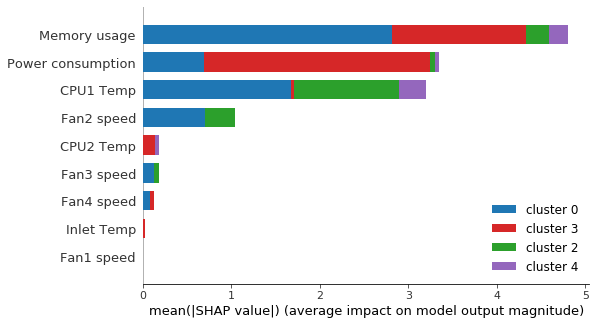 Memory usage
Power consumption
CPU1 Temp
Fan2 speed
CPU2 Temp
Fan3 speed
Fan4 speed
Inlet Temp
Fan1 speed
cluster 0
cluster 3
cluster 2
cluster 4
0 1 2 3 4 5
mean(|SHAP value|) (average impact on model output magnitude)